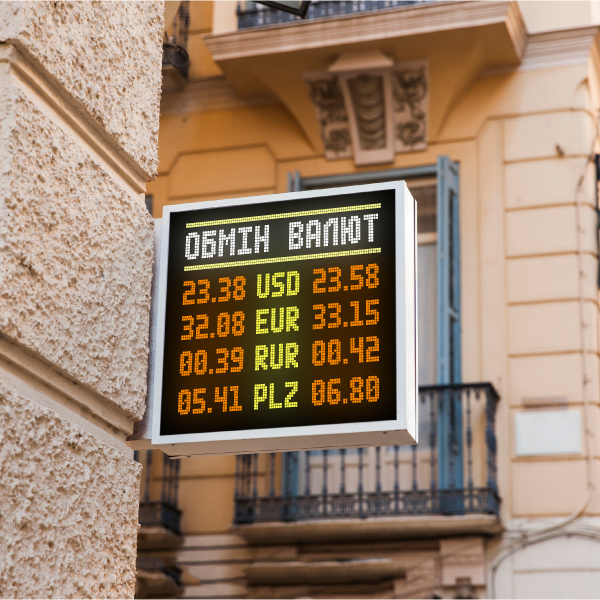 ОБМІН ВАЛЮТ
23.38 USD 23.58
32.08 EUR 33.15
00.39 RUR 00.42
05.41 PLZ 06.80